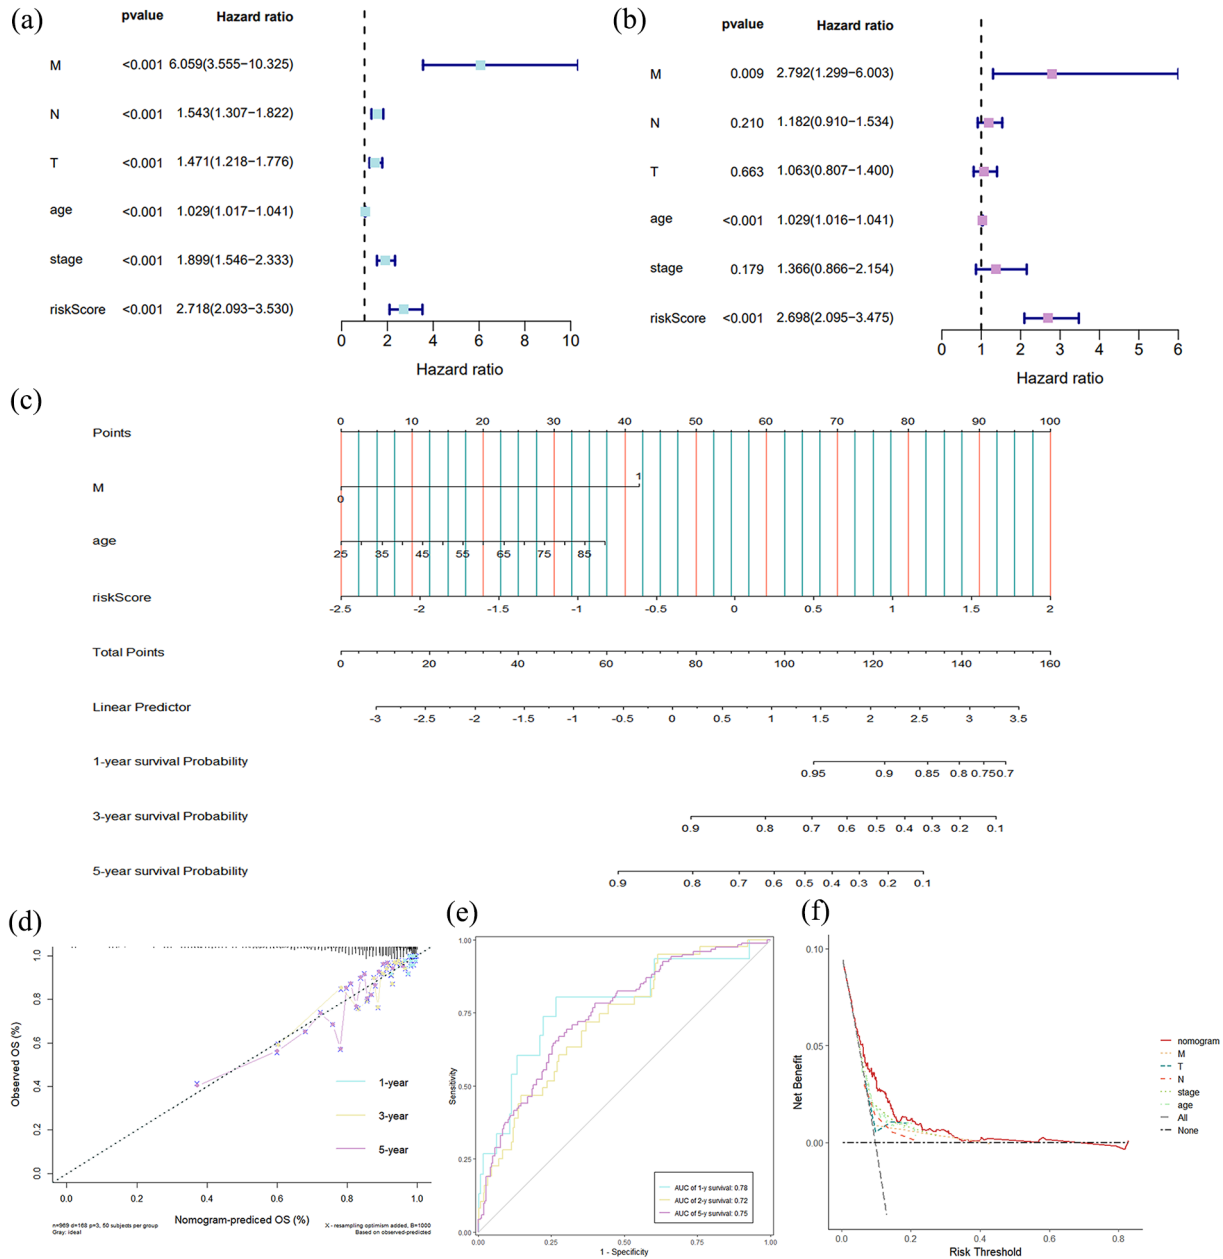 (a)
pvalue Hazard ratio
M <0.001 6.059(3.555−10.325)
N <0.001 1.543(1.307−1.822)
T <0.001 1.471(1.218−1.776)
age <0.001 1.029(1.017−1.041)
stage <0.001 1.899(1.546−2.333)
riskScore <0.001 2.718(2.093−3.530)
0 2 4 6 8 10
Hazard ratio
(b)
pvalue Hazard ratio
M 0.009 2.792(1.299−6.003)
N 0.210 1.182(0.910−1.534)
T 0.663 1.063(0.807−1.400)
age <0.001 1.029(1.016−1.041)
stage 0.179 1.366(0.866−2.154)
riskScore <0.001 2.698(2.095−3.475)
0 1 2 3 4 5 6
Hazard ratio
(c)
Points 0 10 20 30 40 50 60 70 80 90 100
M 0 1
age 25 35 45 55 65 75 85
riskScore -2.5 -2 -1.5 -1 -0.5 0 0.5 1 1.5 2
Total Points 0 20 40 60 80 100 120 140 160
Linear Predictor -3 -2.5 -2 -1.5 -1 -0.5 0 0.5 1 1.5 2 2.5 3 3.5
1-year survival Probability 0.95 0.9 0.85 0.8 0.75 0.7
3-year survival Probability 0.9 0.8 0.7 0.6 0.5 0.4 0.3 0.2 0.1
5-year survival Probability 0.9 0.8 0.7 0.6 0.5 0.4 0.3 0.2 0.1
(d)
Observed OS (%)
1.0
0.8
0.6
0.4
0.2
0.0
1-year
3-year
5-year
0.0 0.2 0.4 0.6 0.8 1.0
Nomogram-prediced OS (%)
n=969 d=168 p=3, 50 subjects per group
Gray: ideal
X - resampling optimism added, B=1000
Based on observed-predicted
(e)
Sensitivity
1.00
0.75
0.50
0.25
0.00
AUC of 1-y survival: 0.78
AUC of 2-y survival: 0.72
AUC of 5-y survival: 0.75
0.00 0.25 0.50 0.75 1.00
1 - Specificity
(f)
Net Benefit
0.10
0.05
0.00
nomogram
M
T
N
stage
age
All
None
0.0 0.2 0.4 0.6 0.8
Risk Threshold